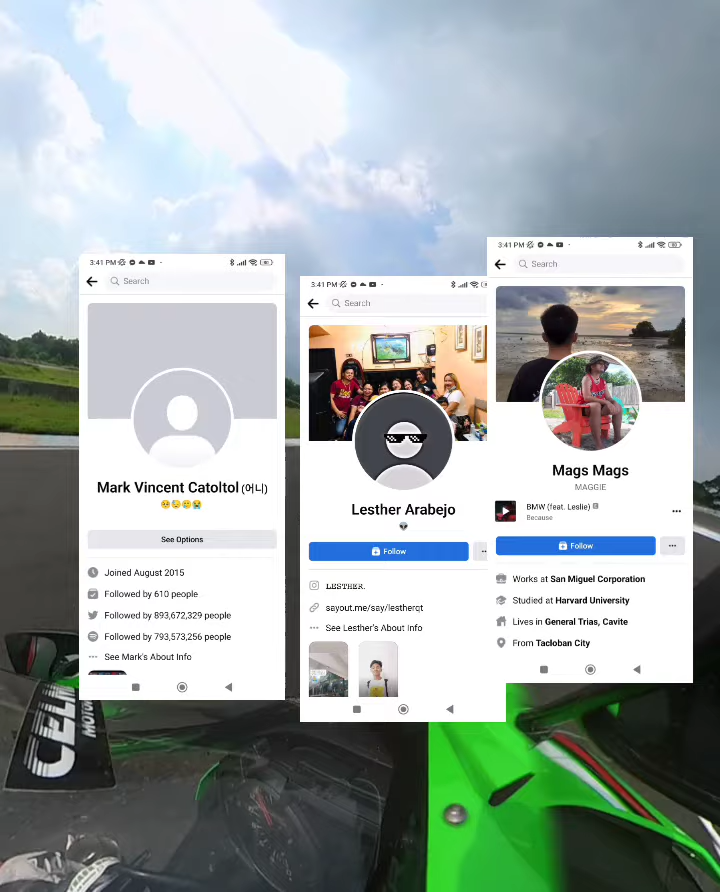 3:41 PM
Search
Mark Vincent Catoltol (어니)
See Options
Joined August 2015
Followed by 610 people
Followed by 893,672,329 people
Followed by 793,573,256 people
See Mark's About Info
3:41 PM
Search
Lesther Arabejo
Follow
LESTHER.
sayout.me/say/lestherqt
See Lesther's About Info
3:41 PM
Search
Mags Mags
MAGGIE
BMW (feat. Leslie) E
Because
Follow
Works at San Miguel Corporation
Studied at Harvard University
Lives in General Trias, Cavite
From Tacloban City